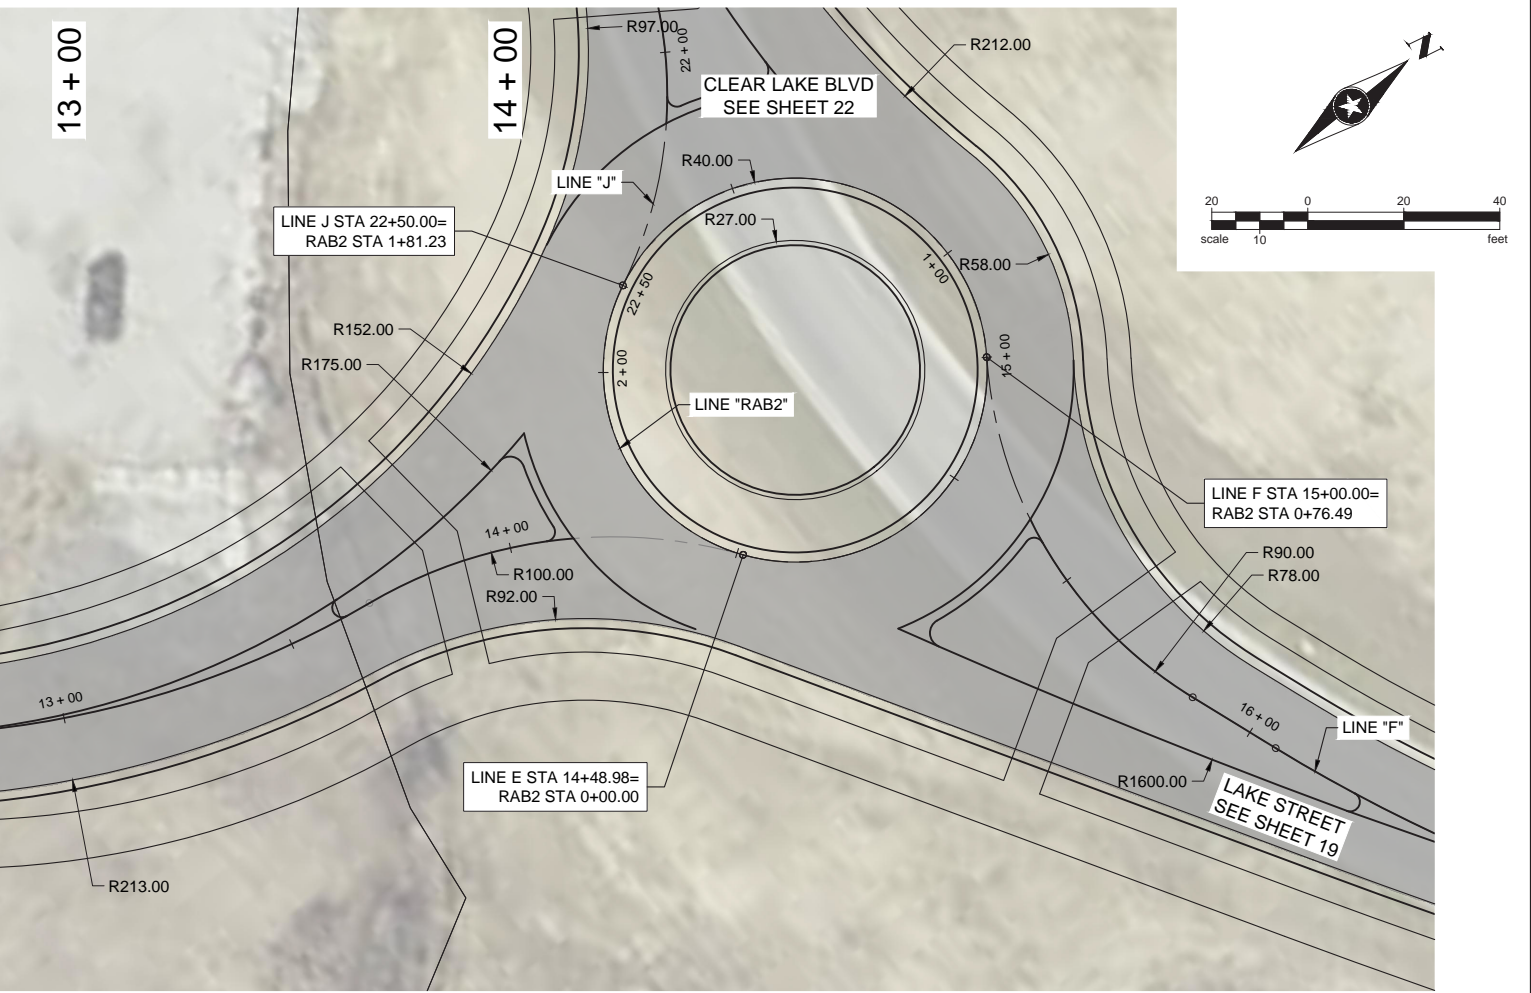 13 + 00
14 + 00
R97.00
22 + 00
R212.00
N
CLEAR LAKE BLVD
SEE SHEET 22
R40.00
LINE "J"
LINE J STA 22+50.00=
RAB2 STA 1+81.23
R27.00
1 + 00
R58.00
20
0
20
40
scale
10
feet
22 + 50
R152.00
R175.00
2 + 00
15 + 00
LINE "RAB2"
LINE F STA 15+00.00=
RAB2 STA 0+76.49
14 + 00
R100.00
R92.00
R90.00
R78.00
13 + 00
16 + 00
LINE "F"
LINE E STA 14+48.98=
RAB2 STA 0+00.00
R1600.00
LAKE STREET
SEE SHEET 19
R213.00